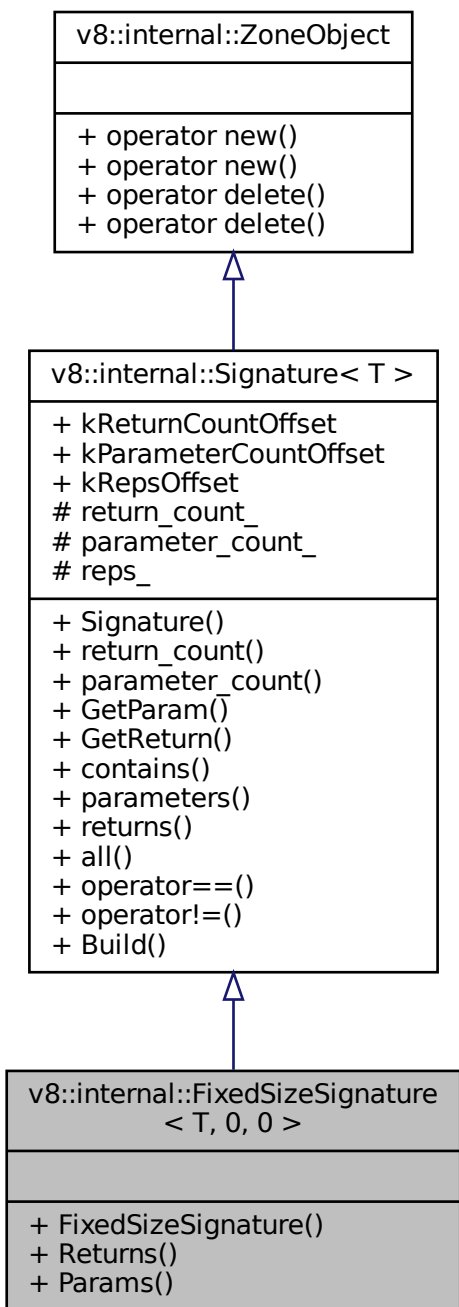 v8::internal::ZoneObject
+ operator new()
+ operator new()
+ operator delete()
+ operator delete()
v8::internal::Signature< T >
+ kReturnCountOffset
+ kParameterCountOffset
+ kRepsOffset
# return_count_
# parameter_count_
# reps_
+ Signature()
+ return_count()
+ parameter_count()
+ GetParam()
+ GetReturn()
+ contains()
+ parameters()
+ returns()
+ all()
+ operator==()
+ operator!=()
+ Build()
v8::internal::FixedSizeSignature
< T, 0, 0 >
+ FixedSizeSignature()
+ Returns()
+ Params()